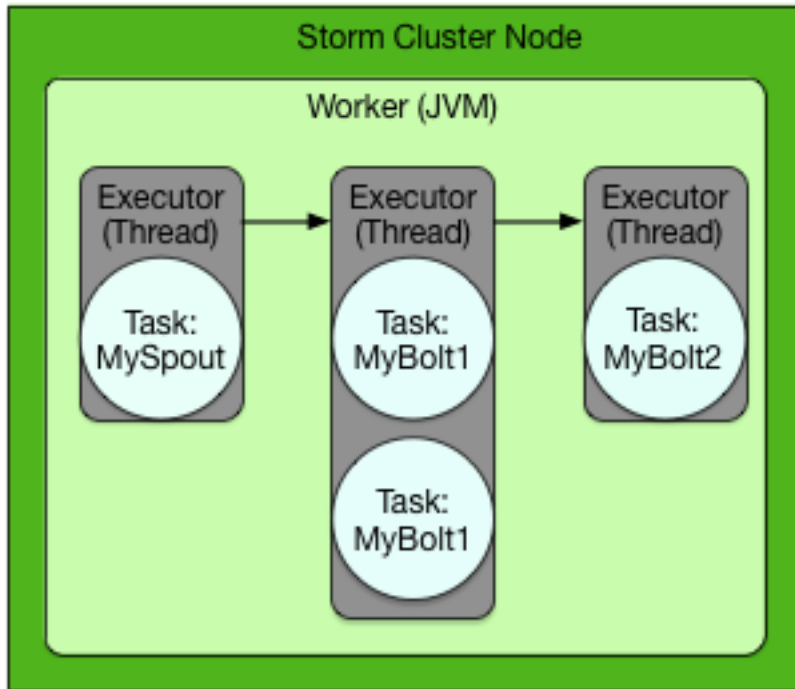 Storm Cluster Node
Worker (JVM)
Executor
(Thread)
Task:
MySpout
Executor
(Thread)
Task:
MyBolt1
Task:
MyBolt1
Executor
(Thread)
Task:
MyBolt2